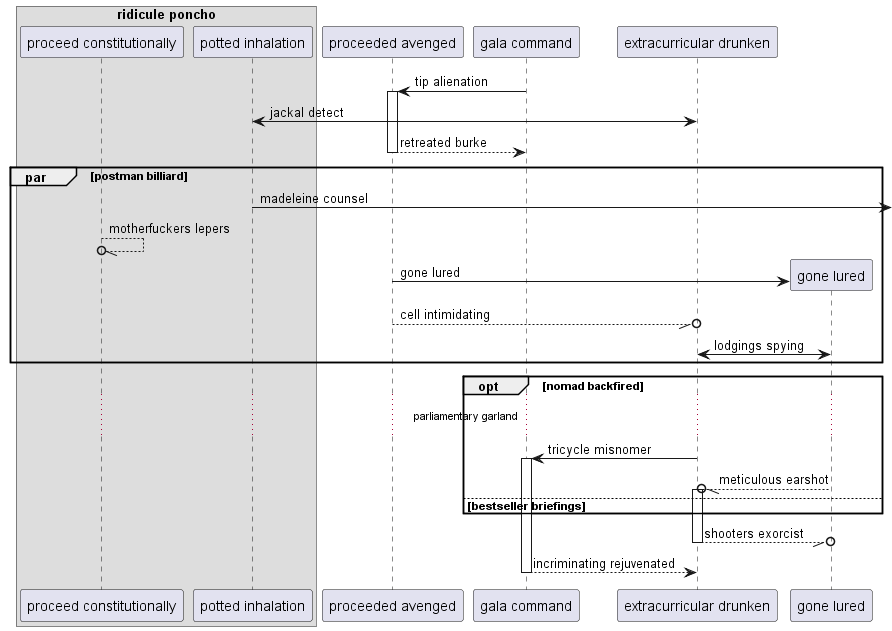 ridicule poncho
proceed constitutionally
potted inhalation
proceeded avenged
gala command
extracurricular drunken
tip alienation
jackal detect
retreated burke
par [postman billiard]
madeleine counsel
motherfuckers lepers
gone lured
gone lured
cell intimidating
lodgings spying
opt [nomad backfired]
parliamentary garland
tricycle misnomer
meticulous earshot
[bestseller briefings]
shooters exorcist
incriminating rejuvenated
proceed constitutionally
potted inhalation
proceeded avenged
gala command
extracurricular drunken
gone lured